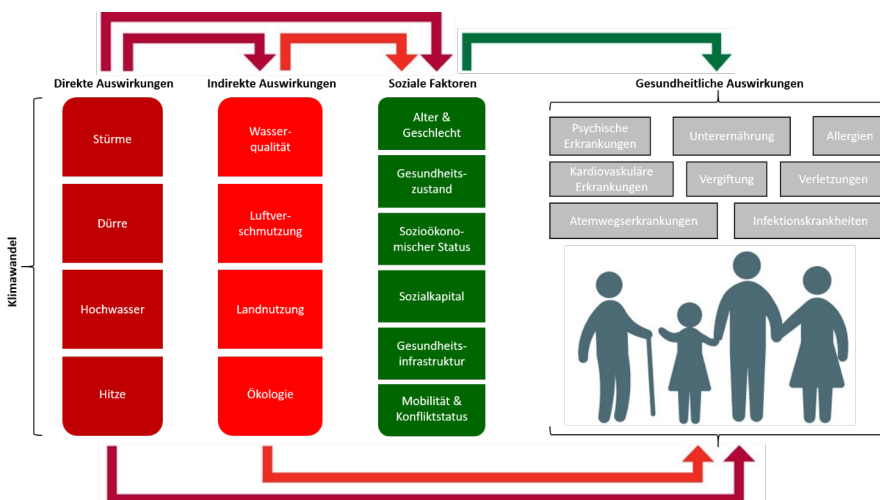 Direkte Auswirkungen
Indirekte Auswirkungen
Soziale Faktoren
Gesundheitliche Auswirkungen
Klimawandel
Stürme
Dürre
Hochwasser
Hitze
Wasser-
qualität
Luftver-
schmutzung
Landnutzung
Ökologie
Alter &
Geschlecht
Gesundheits-
zustand
Sozioökono-
mischer Status
Sozialkapital
Gesundheits-
infrastruktur
Mobilität &
Konfliktstatus
Psychische
Erkrankungen
Unterernährung
Allergien
Kardiovaskuläre
Erkrankungen
Vergiftung
Verletzungen
Atemwegserkrankungen
Infektionskrankheiten